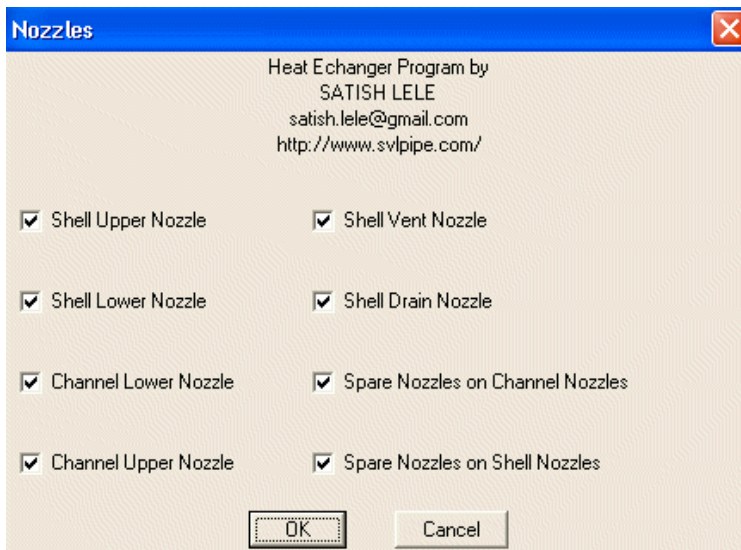 Nozzles
Heat Echanger Program by
SATISH LELE
satish.lele@gmail.com
http://www.svlpipe.com/
Shell Upper Nozzle
Shell Vent Nozzle
Shell Lower Nozzle
Shell Drain Nozzle
Channel Lower Nozzle
Spare Nozzles on Channel Nozzles
Channel Upper Nozzle
Spare Nozzles on Shell Nozzles
OK
Cancel